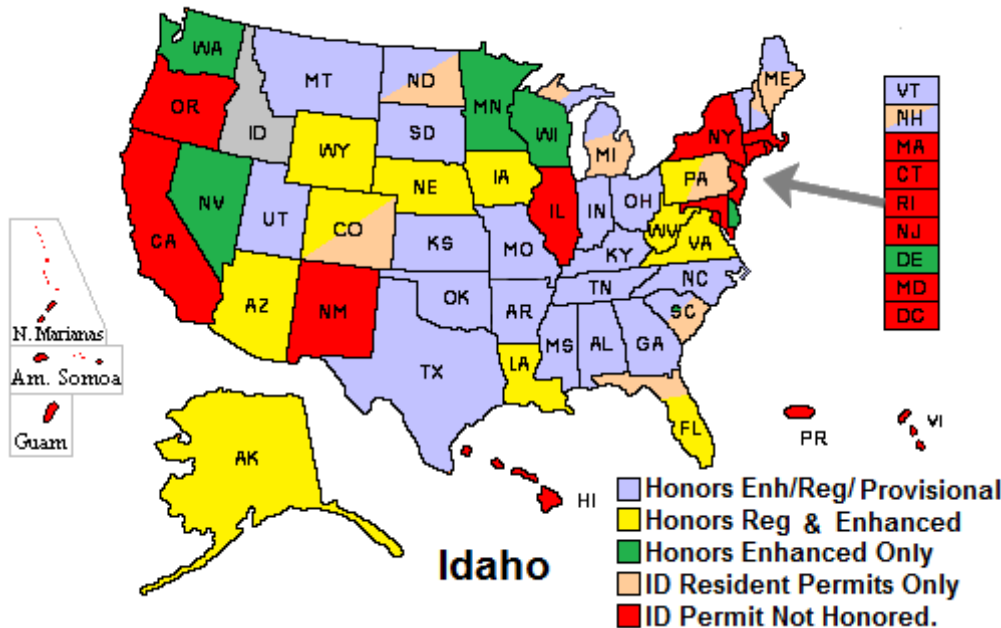 WA
MT
ND
MN
ME
VT
NH
MA
CT
RI
NJ
DE
MD
DC
OR
ID
WY
SD
WI
MI
NY
NV
UT
CO
NE
IA
IL
IN
OH
PA
CA
KS
MO
KY
WV
VA
AZ
NM
OK
AR
TN
NC
SC
TX
LA
MS
AL
GA
FL
N. Marianas
Am. Somoa
Guam
AK
HI
PR
VI
Idaho
Honors Enh/Reg/Provisional
Honors Reg & Enhanced
Honors Enhanced Only
ID Resident Permits Only
ID Permit Not Honored.